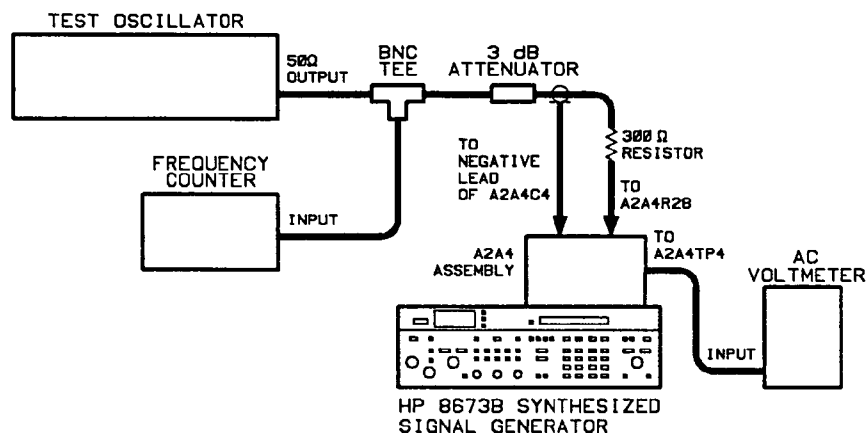 TEST OSCILLATOR
50Ω
OUTPUT
BNC
TEE
3 dB
ATTENUATOR
300 Ω
RESISTOR
TO
NEGATIVE
LEAD
OF A2A4C4
TO
A2A4R28
FREQUENCY
COUNTER
INPUT
A2A4
ASSEMBLY
TO
A2A4TP4
AC
VOLTMETER
INPUT
HP 8673B SYNTHESIZED
SIGNAL GENERATOR